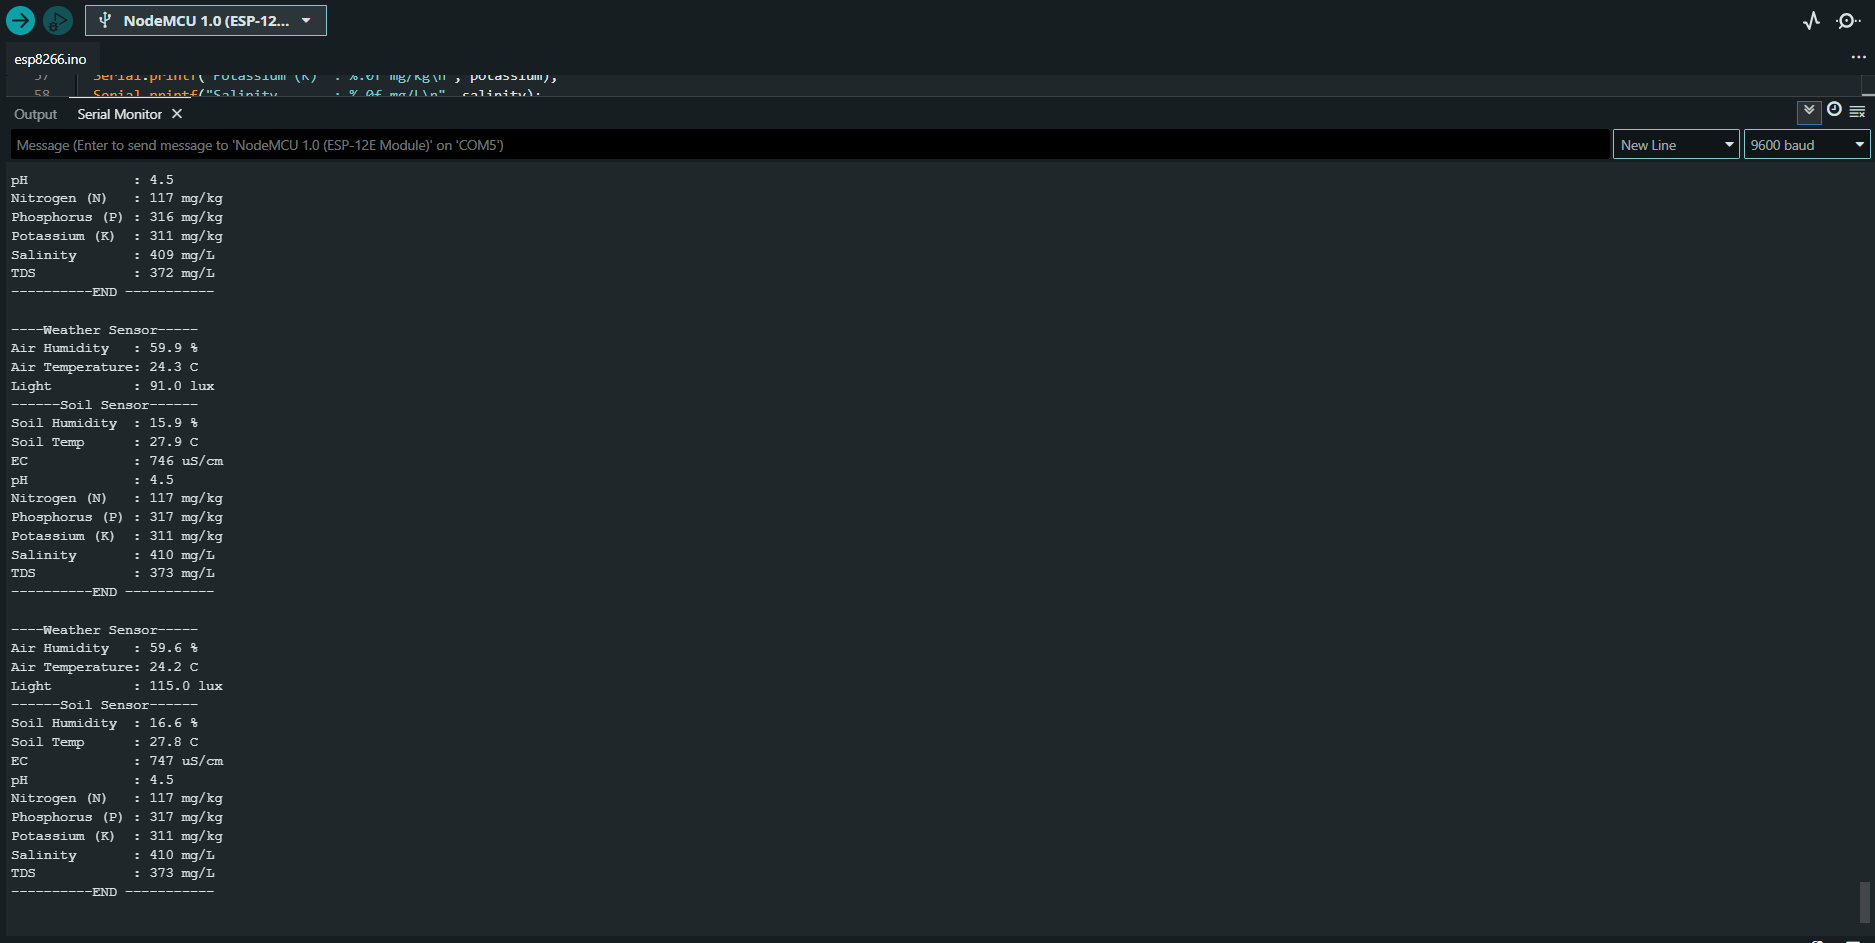 NodeMCU 1.0 (ESP-12...
esp8266.ino
57 Serial.printf("Potassium (K) : %.0f mg/kg\n", potassium);
58 Serial.printf("Salinity : %.0f mg/L\n", salinity);
Output Serial Monitor
Message (Enter to send message to 'NodeMCU 1.0 (ESP-12E Module)' on 'COM5')
New Line
9600 baud
pH : 4.5
Nitrogen (N) : 117 mg/kg
Phosphorus (P) : 316 mg/kg
Potassium (K) : 311 mg/kg
Salinity : 409 mg/L
TDS : 372 mg/L
----------END -----------
----Weather Sensor-----
Air Humidity : 59.9 %
Air Temperature: 24.3 C
Light : 91.0 lux
------Soil Sensor------
Soil Humidity : 15.9 %
Soil Temp : 27.9 C
EC : 746 uS/cm
pH : 4.5
Nitrogen (N) : 117 mg/kg
Phosphorus (P) : 317 mg/kg
Potassium (K) : 311 mg/kg
Salinity : 410 mg/L
TDS : 373 mg/L
----------END -----------
----Weather Sensor-----
Air Humidity : 59.6 %
Air Temperature: 24.2 C
Light : 115.0 lux
------Soil Sensor------
Soil Humidity : 16.6 %
Soil Temp : 27.8 C
EC : 747 uS/cm
pH : 4.5
Nitrogen (N) : 117 mg/kg
Phosphorus (P) : 317 mg/kg
Potassium (K) : 311 mg/kg
Salinity : 410 mg/L
TDS : 373 mg/L
----------END -----------